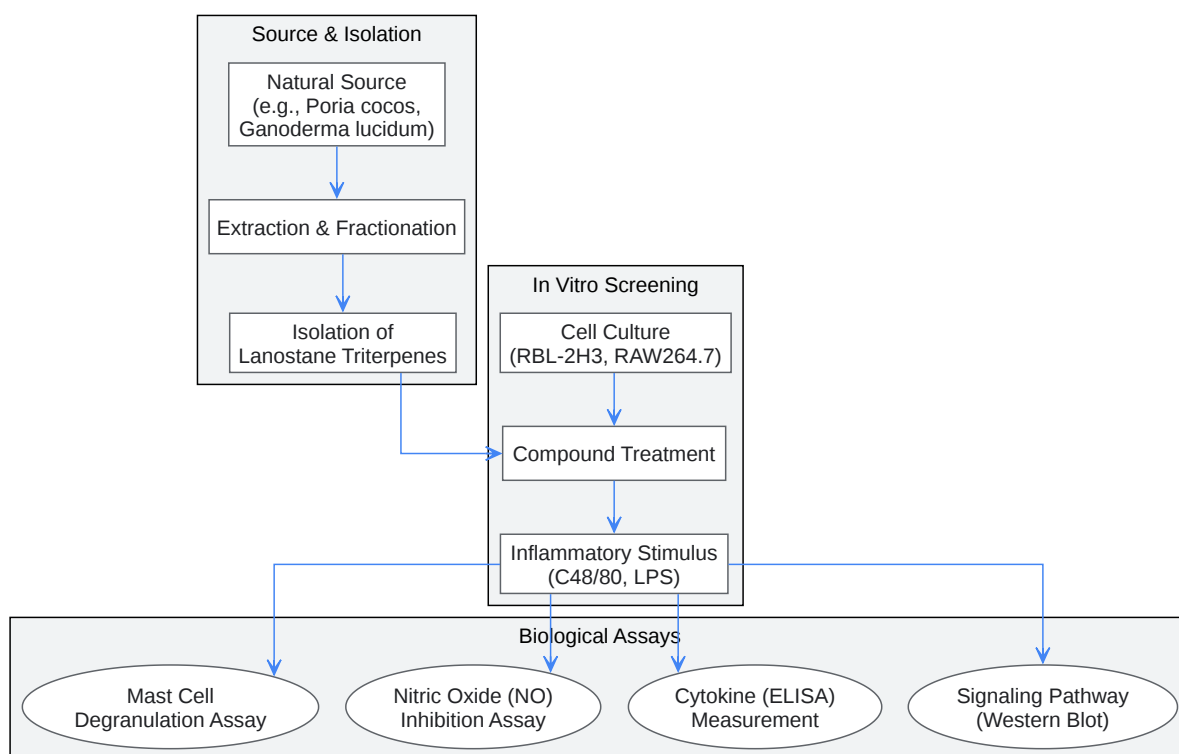 Source & Isolation
Natural Source
(e.g., Poria cocos,
Ganoderma lucidum)
Extraction & Fractionation
Isolation of
Lanostane Triterpenes
In Vitro Screening
Cell Culture
(RBL-2H3, RAW264.7)
Compound Treatment
Inflammatory Stimulus
(C48/80, LPS)
Biological Assays
Mast Cell
Degranulation Assay
Nitric Oxide (NO)
Inhibition Assay
Cytokine (ELISA)
Measurement
Signaling Pathway
(Western Blot)